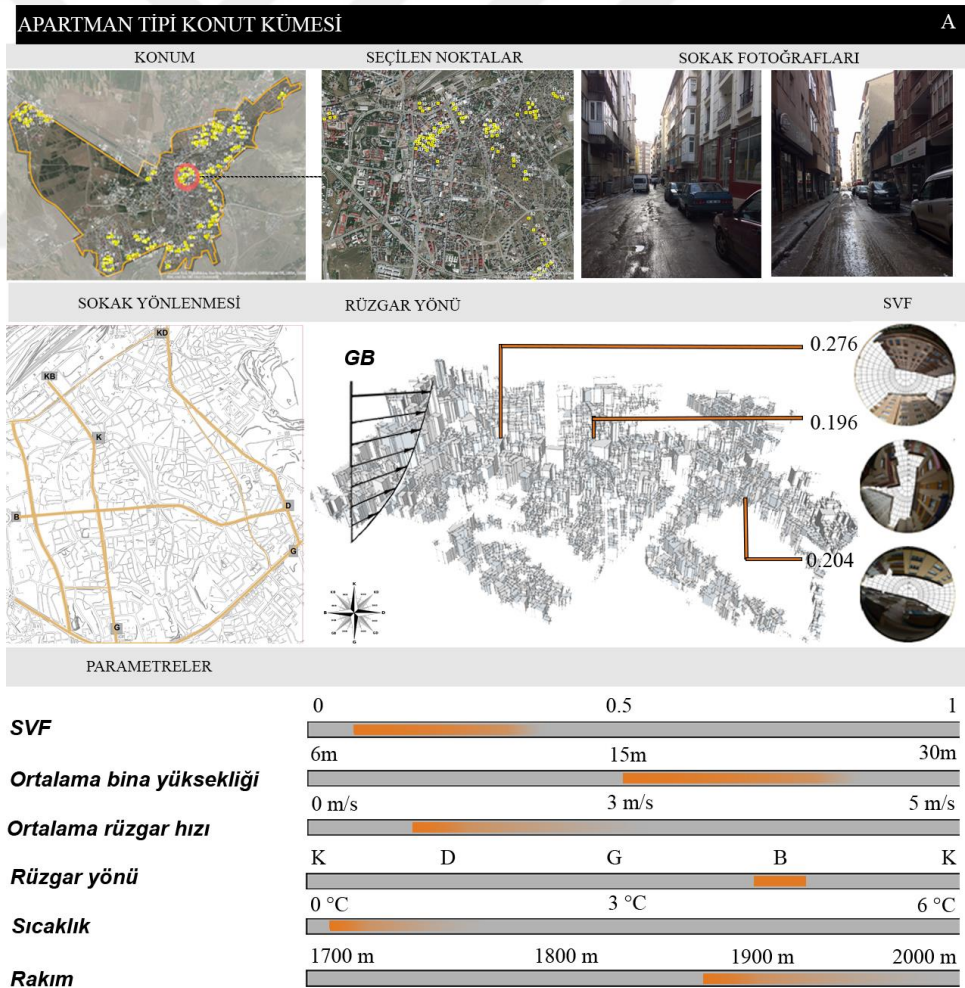 APARTMAN TİPİ KONUT KÜMESİ A
KONUM SEÇİLEN NOKTALAR SOKAK FOTOĞRAFLARI
SOKAK YÖNLENMESİ RÜZGAR YÖNÜ SVF
KD
KB
K
B
D
G
G
GB
0.276
0.196
0.204
K
B D
G
PARAMETRELER
0 0.5 1
SVF
6m 15m 30m
Ortalama bina yüksekliği
0 m/s 3 m/s 5 m/s
Ortalama rüzgar hızı
K D G B K
Rüzgar yönü
0 °C 3 °C 6 °C
Sıcaklık
1700 m 1800 m 1900 m 2000 m
Rakım